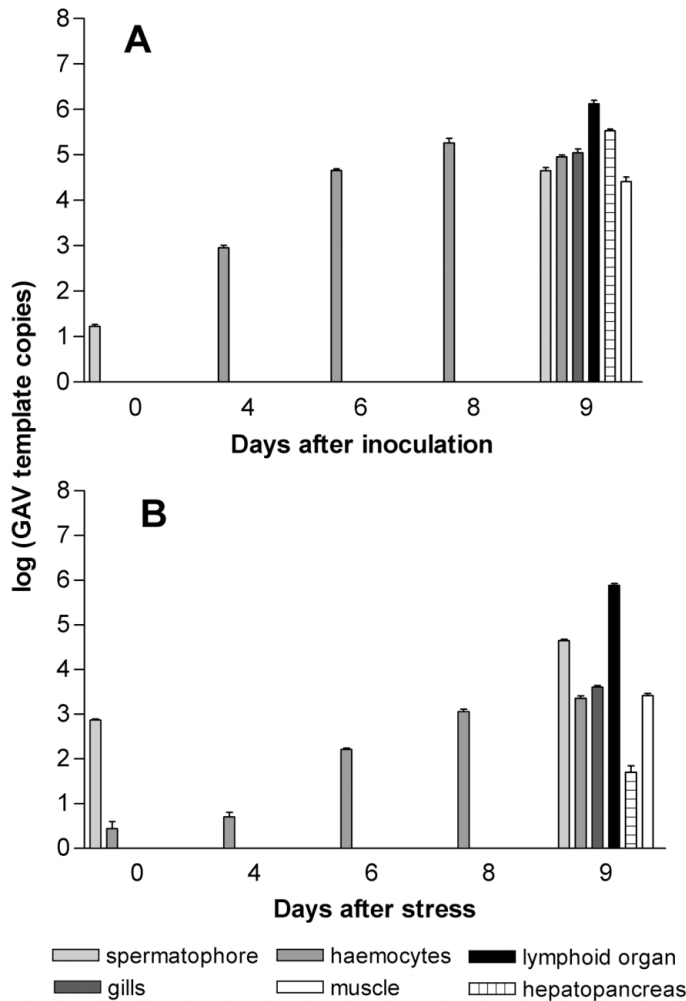 A
8
7
6
5
4
3
2
1
0
0 4 6 8 9
Days after inoculation
log (GAV template copies)
B
8
7
6
5
4
3
2
1
0
0 4 6 8 9
Days after stress
spermatophore haemocytes lymphoid organ
gills muscle hepatopancreas